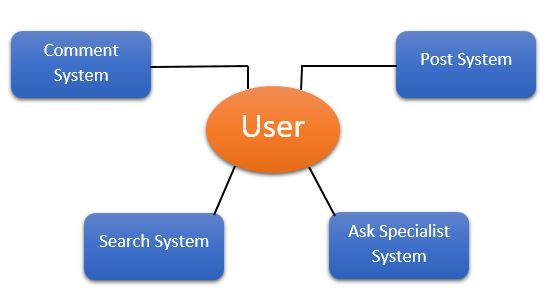 Comment
System
Post System
User
Search System
Ask Specialist
System